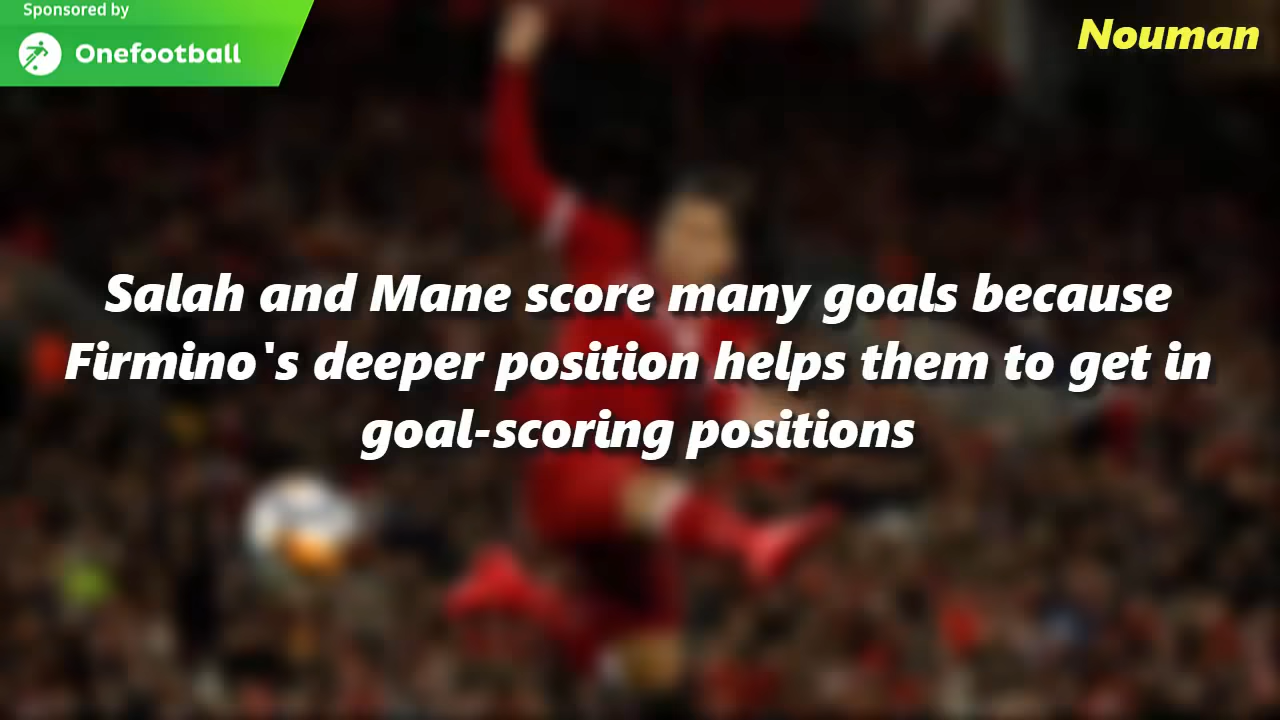 Sponsored by
Onefootball
Nouman
Salah and Mane score many goals because
Firmino's deeper position helps them to get in
goal-scoring positions